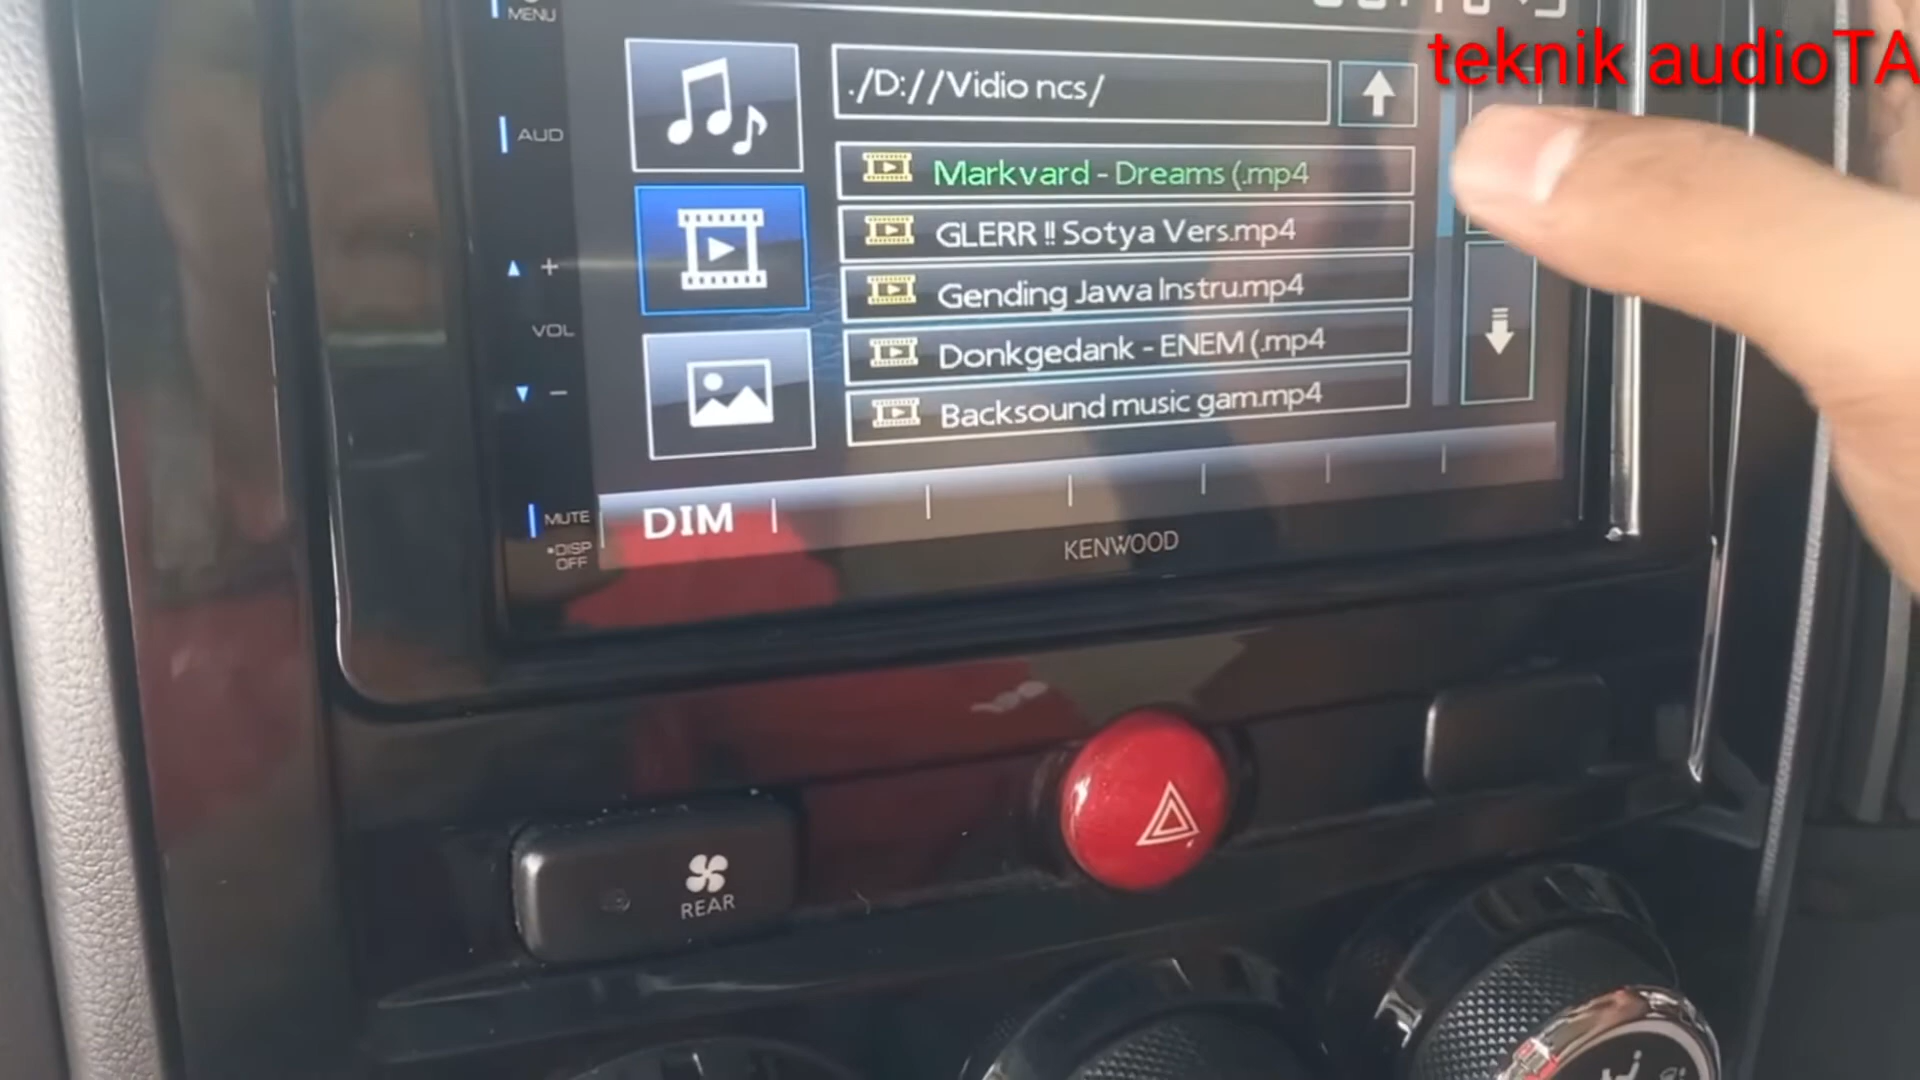 teknik audioTA
MENU
./D://Vidio ncs/
AUD
Markvard - Dreams (.mp4
GLERR !! Sotya Vers.mp4
+
Gending Jawa Instru.mp4
VOL
Donkgedank - ENEM (.mp4
–
Backsound music gam.mp4
MUTE
DIM
•DISP
OFF
KENWOOD
REAR